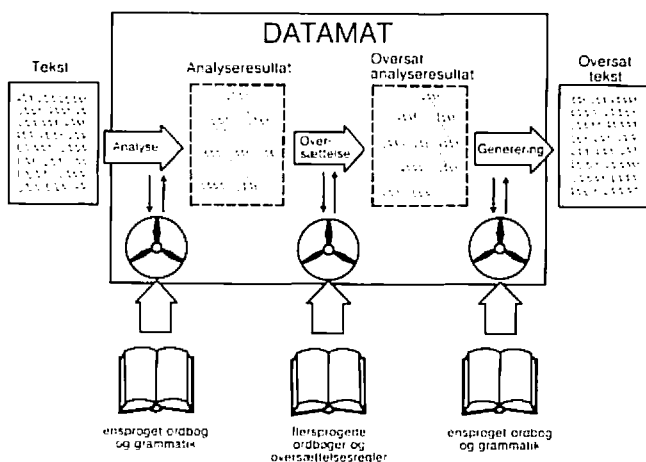 DATAMAT
Tekst
Analyseresultat
Oversat
analyseresultat
Oversat
tekst
Analyse
Over-
sættelse
Generering
ensproget ordbog
og grammatik
flersprogede
ordbøger og
oversættelsesregler
ensproget ordbog
og grammatik